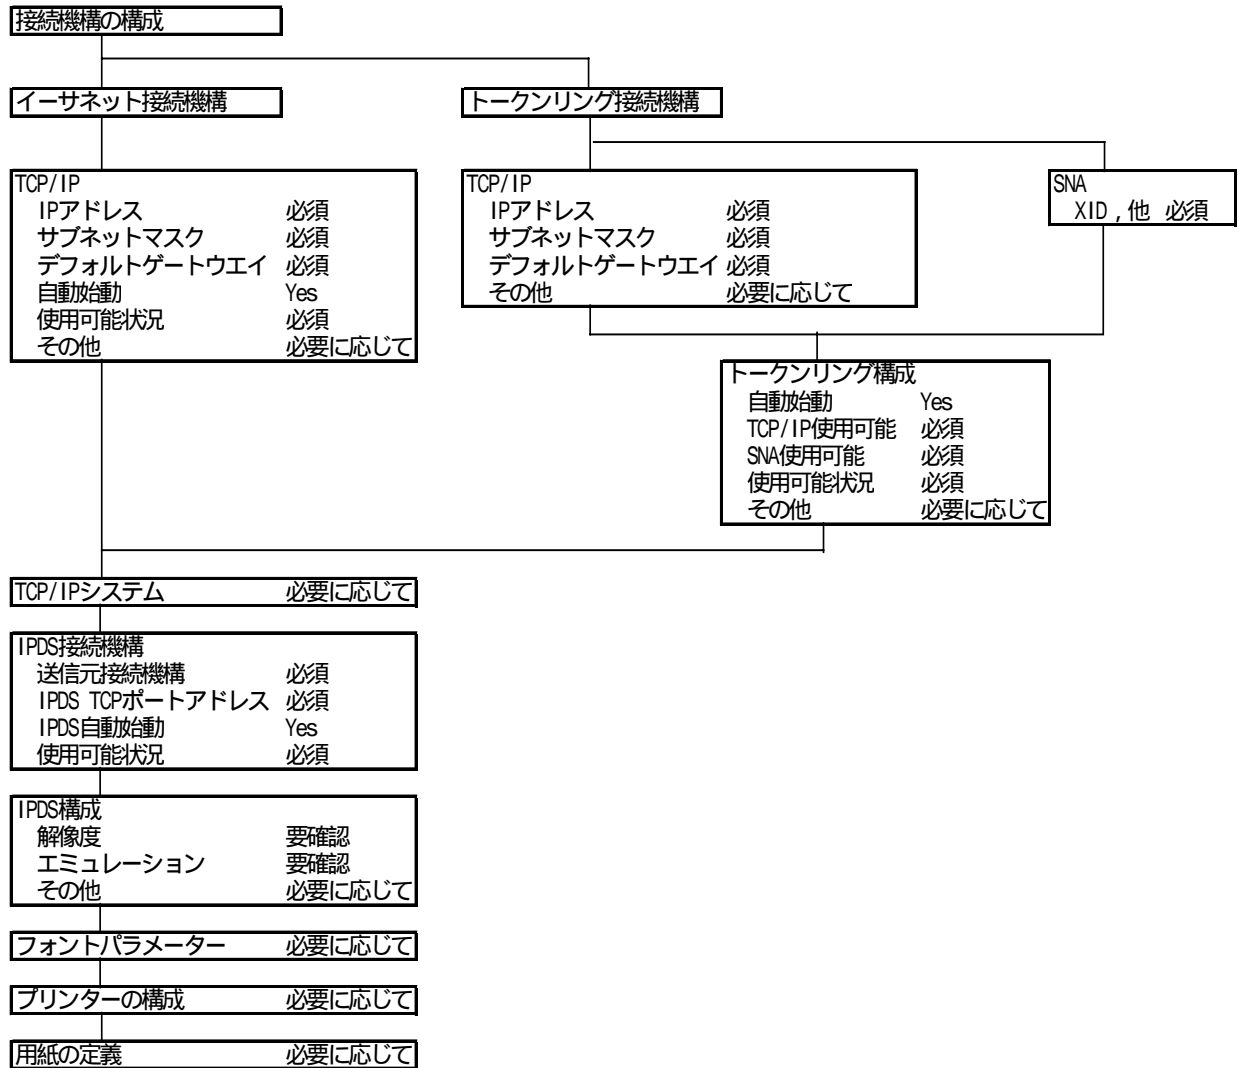 接続機構の構成
イーサネット接続機構
トークンリング接続機構
TCP/IP
IPアドレス 必須
サブネットマスク 必須
デフォルトゲートウエイ 必須
自動始動 Yes
使用可能状況 必須
その他 必要に応じて
TCP/IP
IPアドレス 必須
サブネットマスク 必須
デフォルトゲートウエイ 必須
その他 必要に応じて
SNA
XID,他 必須
トークンリング構成
自動始動 Yes
TCP/IP使用可能 必須
SNA使用可能 必須
使用可能状況 必須
その他 必要に応じて
TCP/IPシステム 必要に応じて
IPDS接続機構
送信元接続機構 必須
IPDS TCPポートアドレス 必須
IPDS自動始動 Yes
使用可能状況 必須
IPDS構成
解像度 要確認
エミュレーション 要確認
その他 必要に応じて
フォントパラメーター 必要に応じて
プリンターの構成 必要に応じて
用紙の定義 必要に応じて